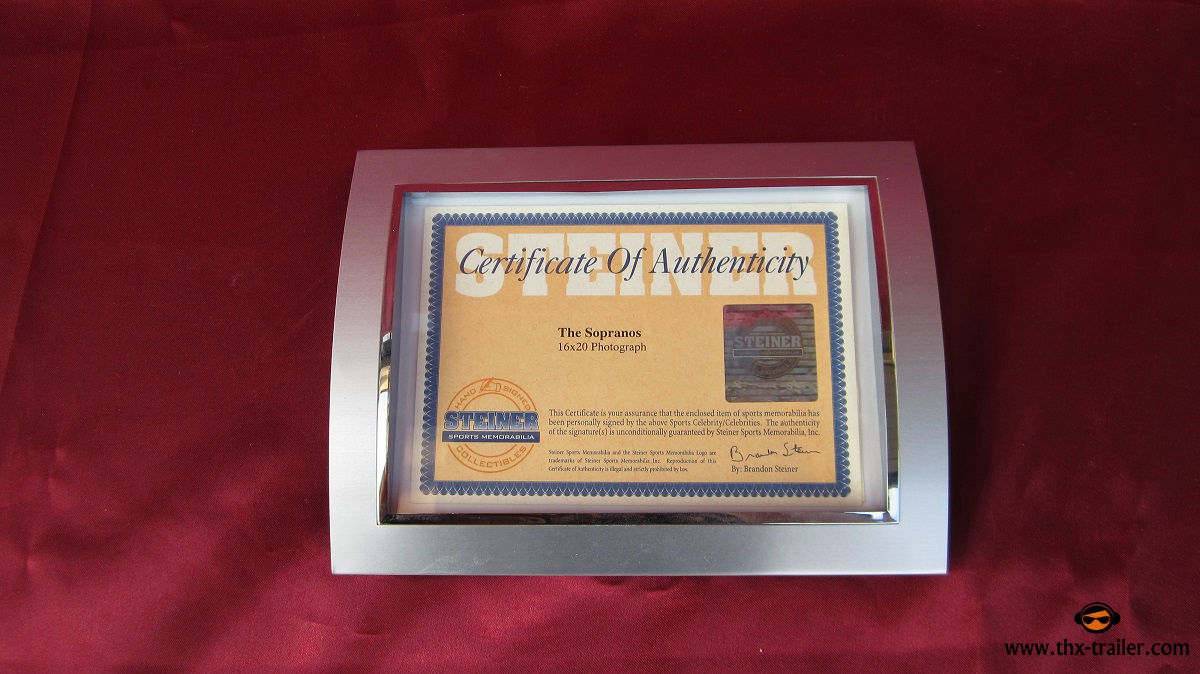 STEINER
Certificate Of Authenticity
The Sopranos
16x20 Photograph
STEINER
HAND SIGNED
STEINER
SPORTS MEMORABILIA
COLLECTIBLES
This Certificate is your assurance that the enclosed item of sports memorabilia has
been personally signed by the above Sports Celebrity/Celebrities. The authenticity
of the signature(s) is unconditionally guaranteed by Steiner Sports Memorabilia, Inc.
Steiner Sports Memorabilia and the Steiner Sports Memorabilia Logo are
trademarks of Steiner Sports Memorabilia Inc. Reproduction of this
Certificate of Authenticity is illegal and strictly prohibited by law.
Brandon Steiner
By: Brandon Steiner
www.thx-trailer.com